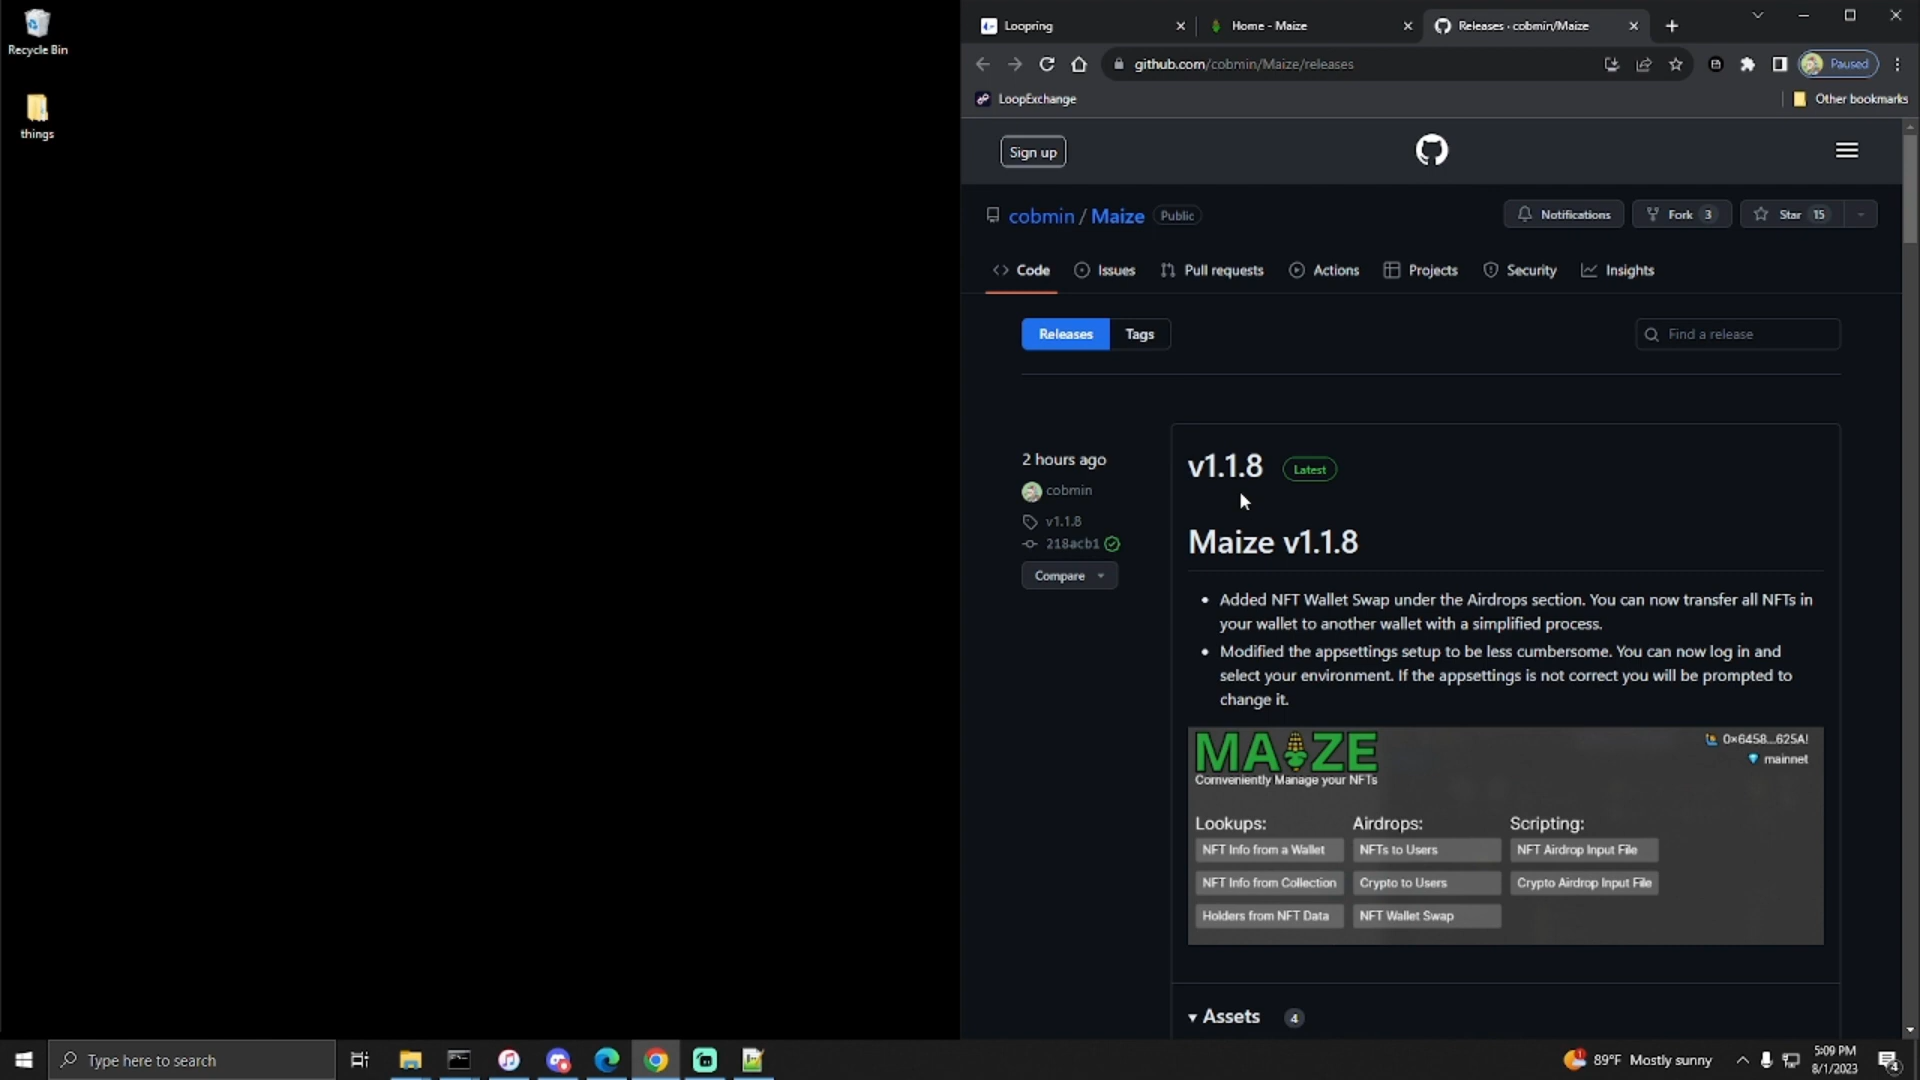 Recycle Bin
things
Loopring
Home - Maize
Releases · cobmin/Maize
github.com/cobmin/Maize/releases
Paused
LoopExchange
Other bookmarks
Sign up
cobmin / Maize Public
Notifications
Fork 3
Star 15
Code
Issues
Pull requests
Actions
Projects
Security
Insights
Releases
Tags
Find a release
2 hours ago
cobmin
v1.1.8
218acb1
Compare
v1.1.8 Latest
Maize v1.1.8
Added NFT Wallet Swap under the Airdrops section. You can now transfer all NFTs in
your wallet to another wallet with a simplified process.
Modified the appsettings setup to be less cumbersome. You can now log in and
select your environment. If the appsettings is not correct you will be prompted to
change it.
MAIZE
Cornveniently Manage your NFTs
0x6458...625A!
mainnet
Lookups: Airdrops: Scripting:
NFT Info from a Wallet NFTs to Users NFT Airdrop Input File
NFT Info from Collection Crypto to Users Crypto Airdrop Input File
Holders from NFT Data NFT Wallet Swap
Assets 4
Type here to search
89°F Mostly sunny
5:09 PM
8/1/2023
4